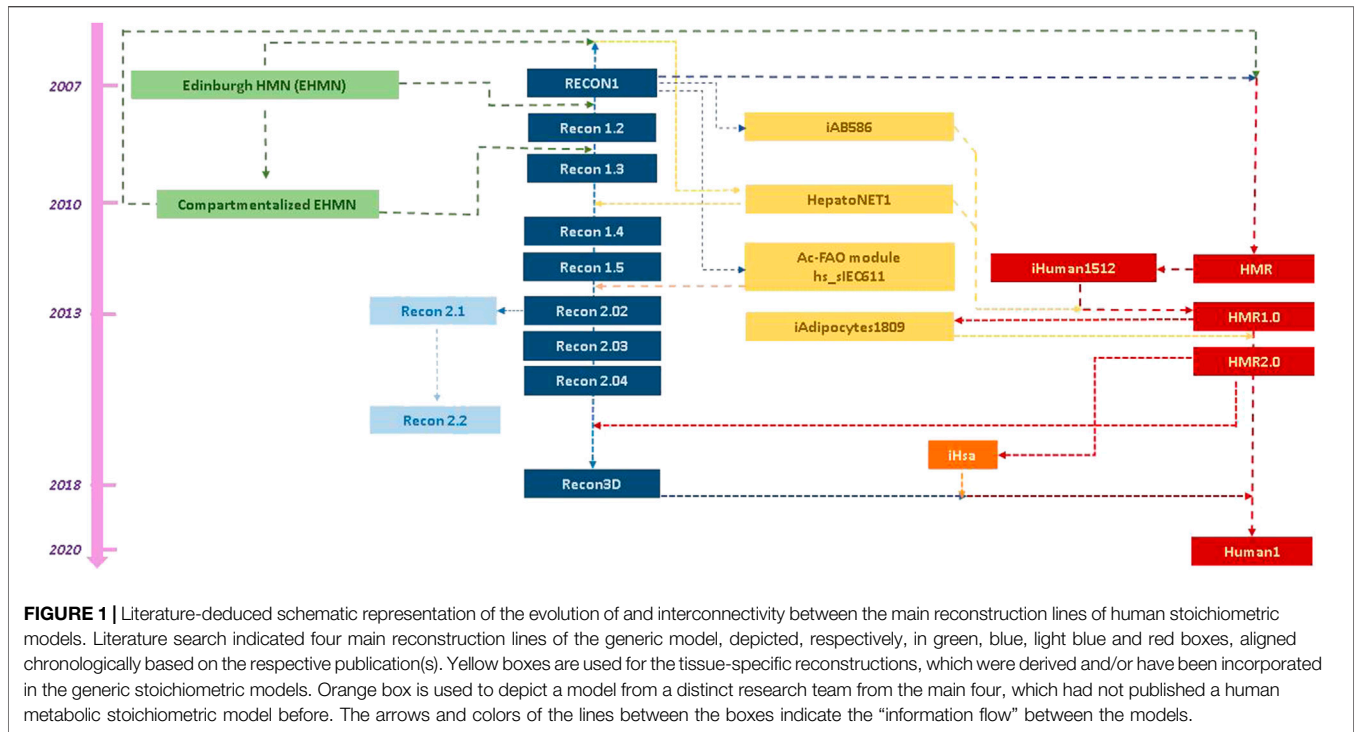 2007
2010
2013
2018
2020
Edinburgh HMN (EHMN)
Compartmentalized EHMN
RECON1
Recon 1.2
Recon 1.3
Recon 1.4
Recon 1.5
Recon 2.02
Recon 2.03
Recon 2.04
Recon3D
Recon 2.1
Recon 2.2
iAB586
HepatoNET1
Ac-FAO module
hs_sIEC611
iAdipocytes1809
iHsa
iHuman1512
HMR
HMR1.0
HMR2.0
Human1
FIGURE 1 | Literature-deduced schematic representation of the evolution of and interconnectivity between the main reconstruction lines of human stoichiometric
models. Literature search indicated four main reconstruction lines of the generic model, depicted, respectively, in green, blue, light blue and red boxes, aligned
chronologically based on the respective publication(s). Yellow boxes are used for the tissue-specific reconstructions, which were derived and/or have been incorporated
in the generic stoichiometric models. Orange box is used to depict a model from a distinct research team from the main four, which had not published a human
metabolic stoichiometric model before. The arrows and colors of the lines between the boxes indicate the “information flow” between the models.